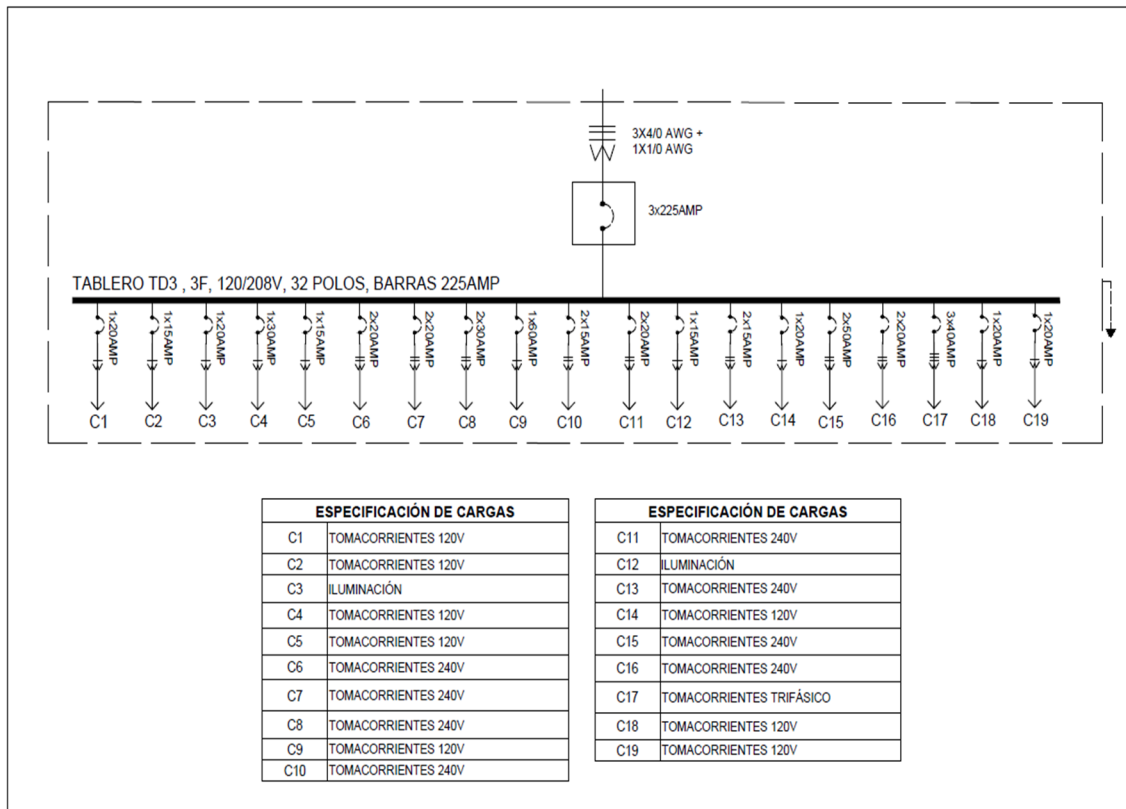 3X4/0 AWG +
1X1/0 AWG
3x225AMP
TABLERO TD3 , 3F, 120/208V, 32 POLOS, BARRAS 225AMP
1x20AMP
1x15AMP
1x20AMP
1x30AMP
1x15AMP
2x20AMP
2x20AMP
2x30AMP
1x60AMP
2x15AMP
2x20AMP
1x15AMP
2x15AMP
1x20AMP
2x50AMP
2x20AMP
3x40AMP
1x20AMP
1x20AMP
C1 C2 C3 C4 C5 C6 C7 C8 C9 C10 C11 C12 C13 C14 C15 C16 C17 C18 C19
ESPECIFICACIÓN DE CARGAS
C1 TOMACORRIENTES 120V
C2 TOMACORRIENTES 120V
C3 ILUMINACIÓN
C4 TOMACORRIENTES 120V
C5 TOMACORRIENTES 120V
C6 TOMACORRIENTES 240V
C7 TOMACORRIENTES 240V
C8 TOMACORRIENTES 240V
C9 TOMACORRIENTES 120V
C10 TOMACORRIENTES 240V
ESPECIFICACIÓN DE CARGAS
C11 TOMACORRIENTES 240V
C12 ILUMINACIÓN
C13 TOMACORRIENTES 240V
C14 TOMACORRIENTES 120V
C15 TOMACORRIENTES 240V
C16 TOMACORRIENTES 240V
C17 TOMACORRIENTES TRIFÁSICO
C18 TOMACORRIENTES 120V
C19 TOMACORRIENTES 120V